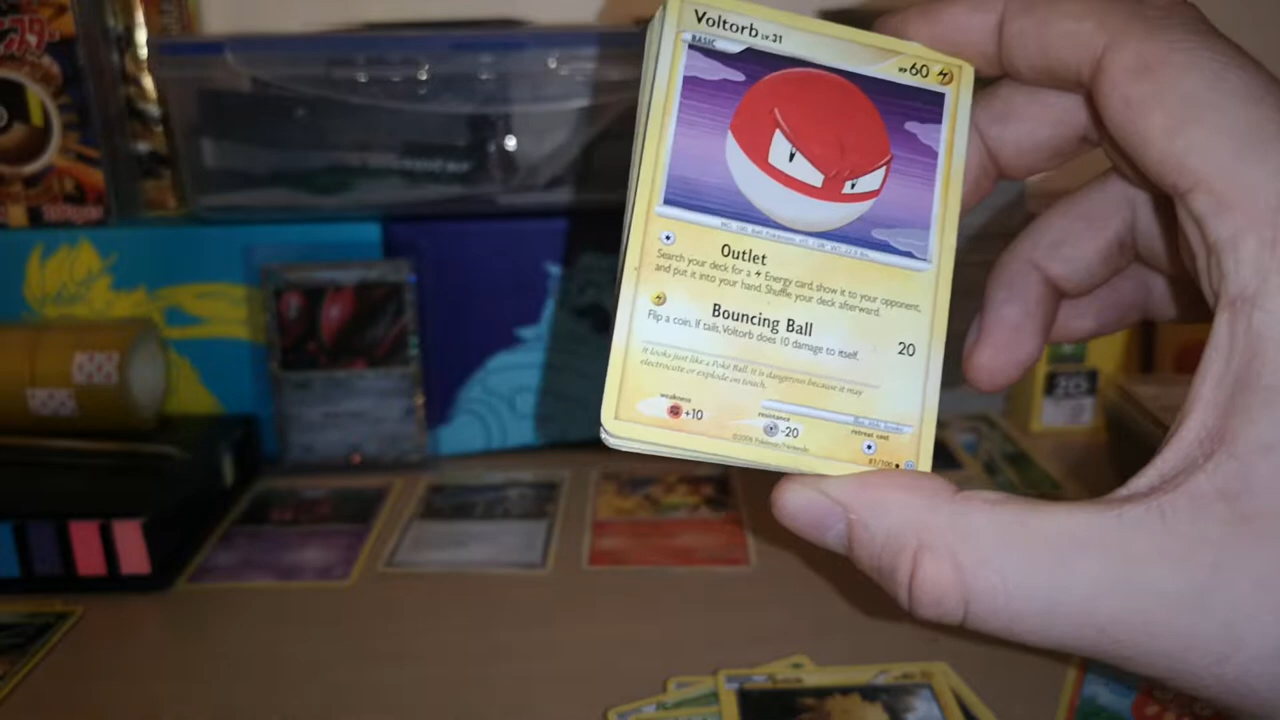 Voltorb LV.31
BASIC
HP 60
Outlet
Search your deck for a Energy card, show it to your opponent,
and put it into your hand. Shuffle your deck afterward.
Bouncing Ball 20
Flip a coin. If tails, Voltorb does 10 damage to itself.
It looks just like a Poké Ball. It is dangerous because it may
electrocute or explode on touch.
weakness
+10
resistance
-20
retreat cost
81/100